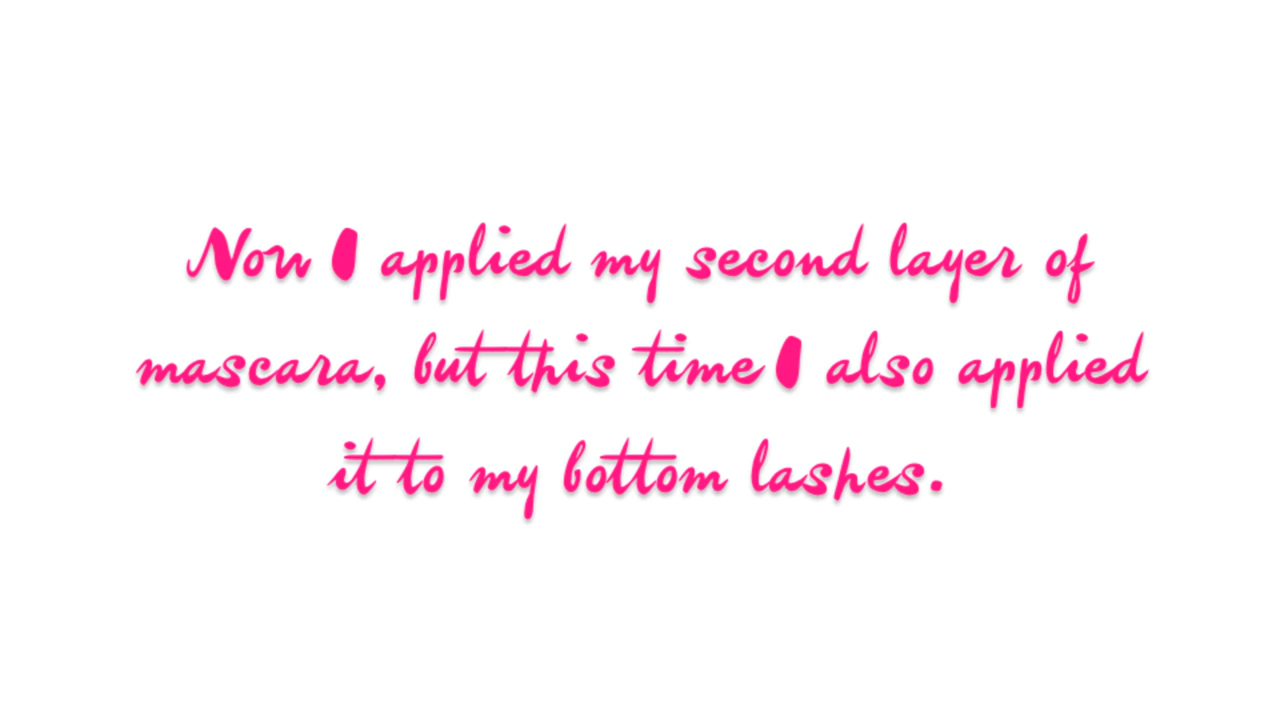 Now I applied my second layer of
mascara, but this time I also applied
it to my bottom lashes.